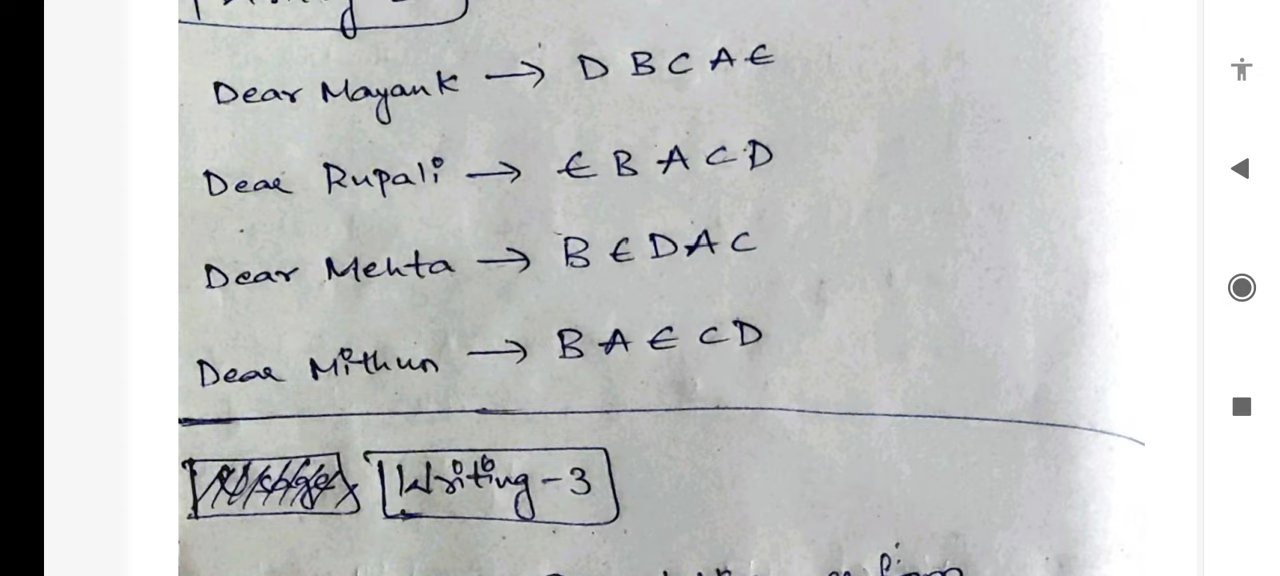 Dear Mayank → D B C A E
Dear Rupali → E B A C D
Dear Mehta → B E D A C
Dear Mithun → B A E C D
Writing-3